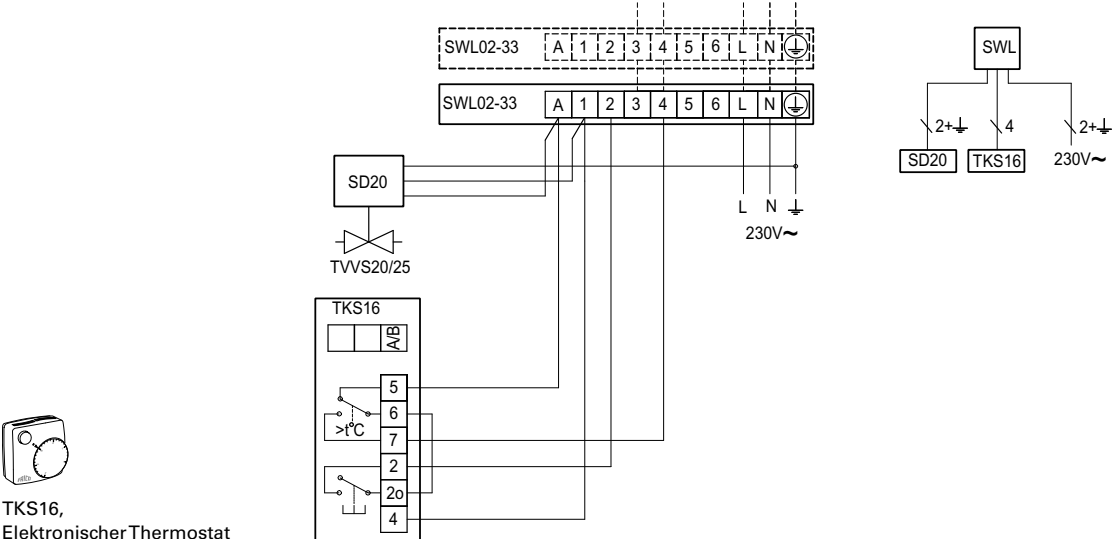 SWL02-33 A 1 2 3 4 5 6 L N
SWL02-33 A 1 2 3 4 5 6 L N
SD20
TVVS20/25
L N
230V~
SWL
2+
4
2+
SD20 TKS16 230V~
TKS16
A/B
5
6
>t°C
7
2
2o
4
TKS16,
Elektronischer Thermostat